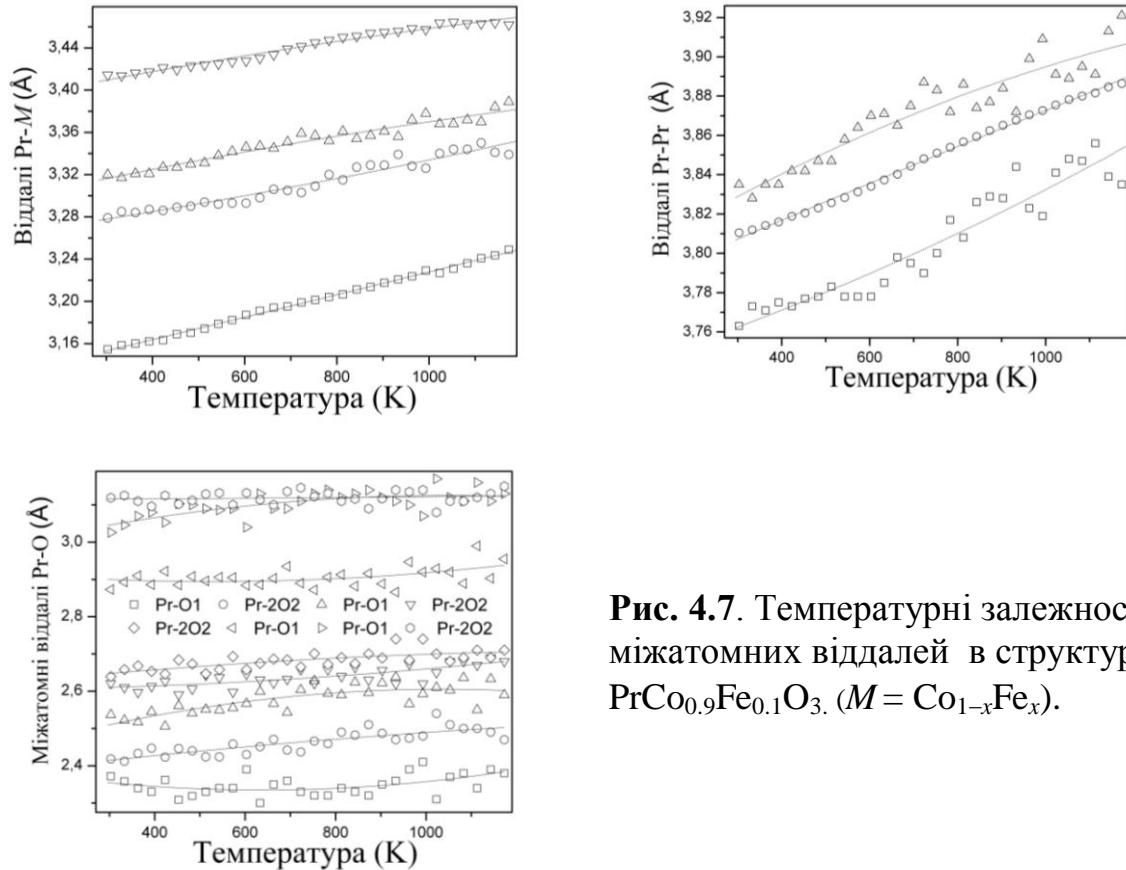 3,44
3,40
3,36
3,32
3,28
3,24
3,20
3,16
Віддалі Pr-M (Å)
400 600 800 1000
Температура (K)
3,92
3,90
3,88
3,86
3,84
3,82
3,80
3,78
3,76
Віддалі Pr-Pr (Å)
400 600 800 1000
Температура (K)
3,0
2,8
2,6
2,4
Міжатомні віддалі Pr-O (Å)
Pr-O1 Pr-2O2 Pr-O1 Pr-2O2
Pr-2O2 Pr-O1 Pr-O1 Pr-2O2
400 600 800 1000
Температура (K)
Рис. 4.7. Температурні залежнос
міжатомних віддалей в структур
PrCo0.9Fe0.1O3. (M = Co1–xFex).